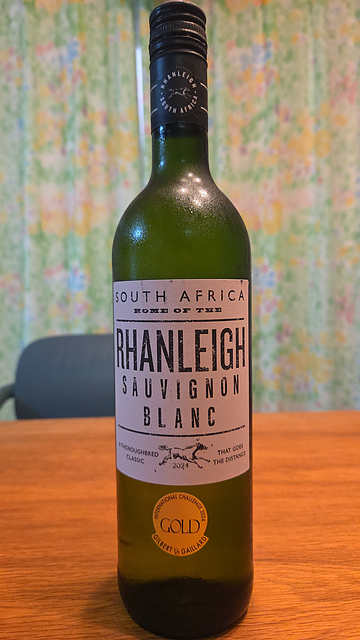 RHANLEIGH
SOUTH AFRICA
SOUTH AFRICA
HOME OF THE
RHANLEIGH
SAUVIGNON
BLANC
A THOROUGHBRED
CLASSIC
2024
THAT GOES
THE DISTANCE
INTERNATIONAL CHALLENGE 2024
GOLD
GILBERT & GAILLARD